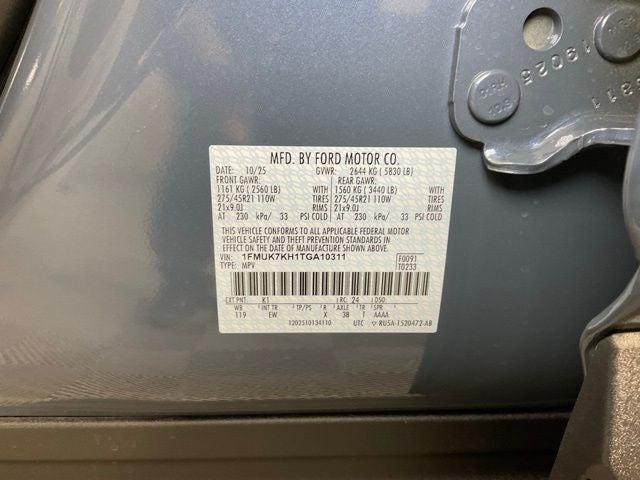 MFD. BY FORD MOTOR CO.
DATE: 10/25 GVWR: 2644 KG ( 5830 LB)
FRONT GAWR: REAR GAWR:
1161 KG ( 2560 LB) WITH 1560 KG ( 3440 LB) WITH
275/45R21 110W TIRES 275/45R21 110W TIRES
21x9.0J RIMS 21x9.0J RIMS
AT 230 kPa/ 33 PSI COLD AT 230 kPa/ 33 PSI COLD
THIS VEHICLE CONFORMS TO ALL APPLICABLE FEDERAL MOTOR
VEHICLE SAFETY AND BUMPER STANDARDS IN EFFECT ON THE DATE OF
MANUFACTURE SHOWN ABOVE.
VIN: 1FMUK7KH1TGA10311 F0091
TYPE: MPV T0233
EXT PNT: K1 RC: 24 DSO:
WB INT TR TP/PS R AXLE TR SPR
119 EW X 38 T AAAA
1202510134110 UTC RU5A-1520472-AB
19025